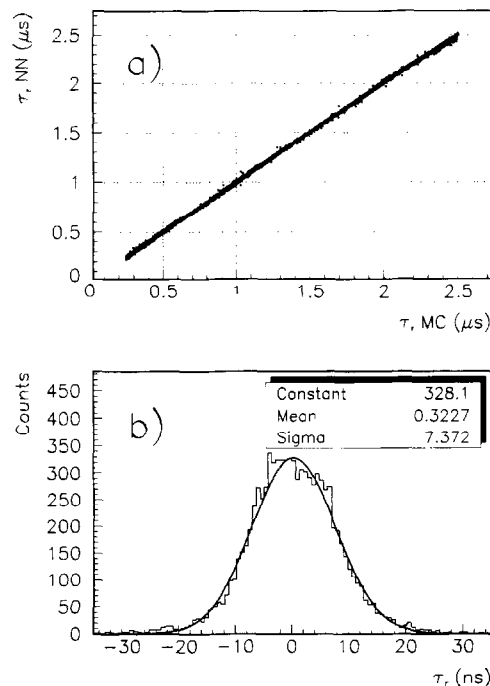 τ, NN (μs)
2.5
2
1.5
1
0.5
0
a)
0 0.5 1 1.5 2 2.5
τ, MC (μs)
Counts
450
400
350
300
250
200
150
100
50
0
b)
Constant 328.1
Mean 0.3227
Sigma 7.372
-30 -20 -10 0 10 20 30
τr (ns)